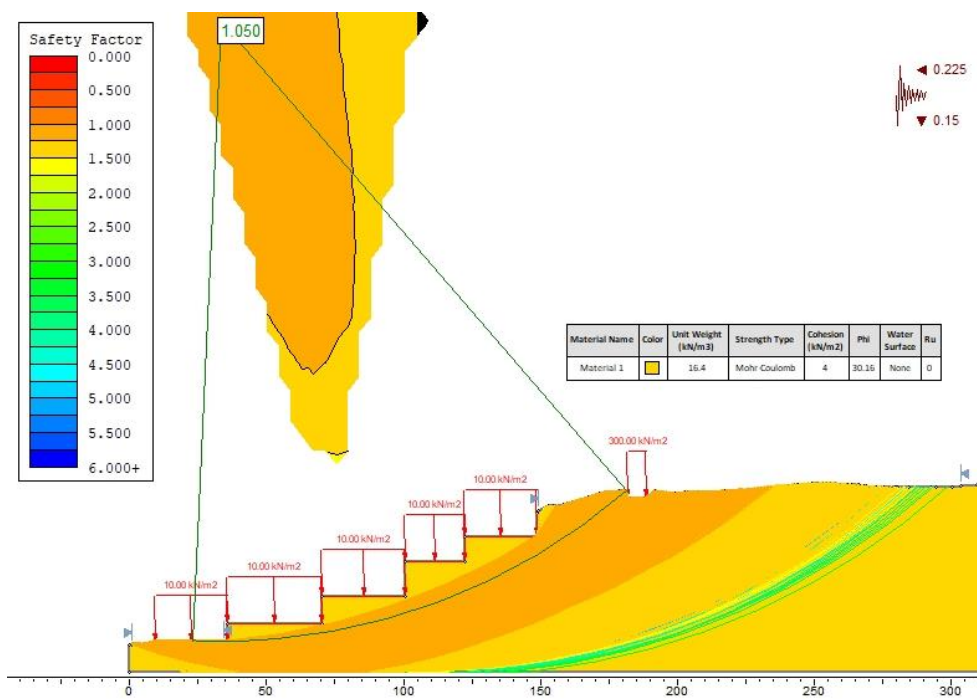 Safety Factor
0.000
0.500
1.000
1.500
2.000
2.500
3.000
3.500
4.000
4.500
5.000
5.500
6.000+
1.050
0.225
0.15
Material Name Color Unit Weight (kN/m3) Strength Type Cohesion (kN/m2) Phi Water Surface Ru
Material 1 16.4 Mohr Coulomb 4 30.16 None 0
300.00 kN/m2
10.00 kN/m2
10.00 kN/m2
10.00 kN/m2
10.00 kN/m2
10.00 kN/m2
0 50 100 150 200 250 300